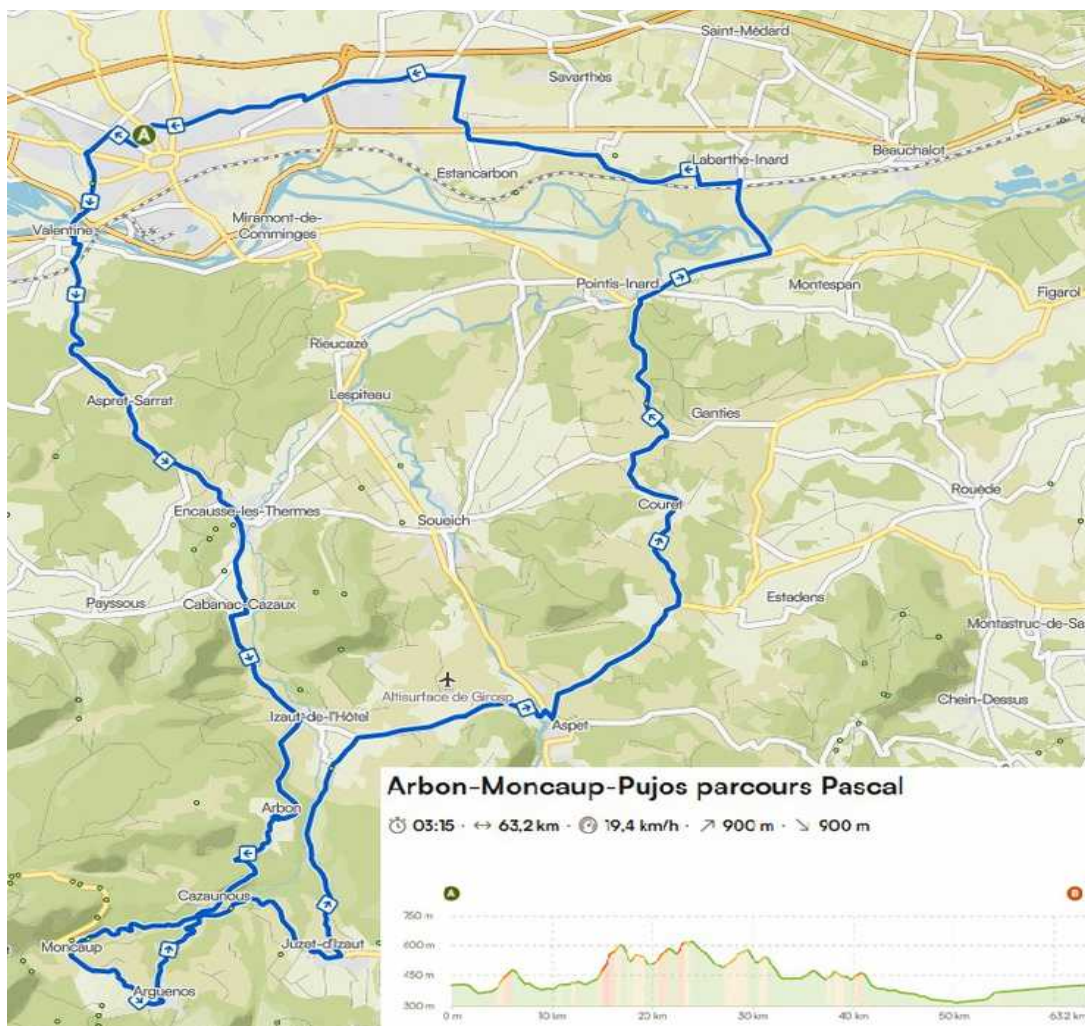 Saint-Médard
Savarthès
Beauchalot
Labarthe-Inard
Estancarbon
A
Valentine
Miramont-de-
Comminges
Pointis-Inard
Montespan
Figarol
Rieucazé
Lespiteau
Aspret-Sarrat
Ganties
Rouède
Couret
Encausse-les-Thermes
Soueich
Payssous
Cabanac-Cazaux
Estadens
Montastruc-de-Sa
Altisurface de Girosp
Chein-Dessus
Izaut-de-l'Hôtel
Aspet
Arbon
Cazaunous
Moncaup
Juzet-d'Izaut
Arguenos
Arbon-Moncaup-Pujos parcours Pascal
03:15 · 63,2 km · 19,4 km/h · 900 m · 900 m
A B
750 m
600 m
450 m
300 m
0 m 10 km 20 km 30 km 40 km 50 km 63.2 km